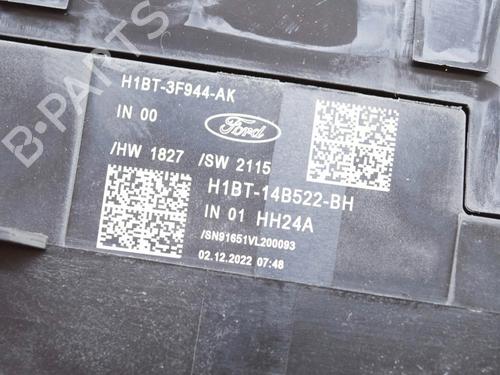 H1BT-3F944-AK
IN 00
Ford
/HW 1827 /SW 2115
H1BT-14B522-BH
IN 01 HH24A
/SN91651VL200093
02.12.2022 07:48
B-PARTS
B-PARTS